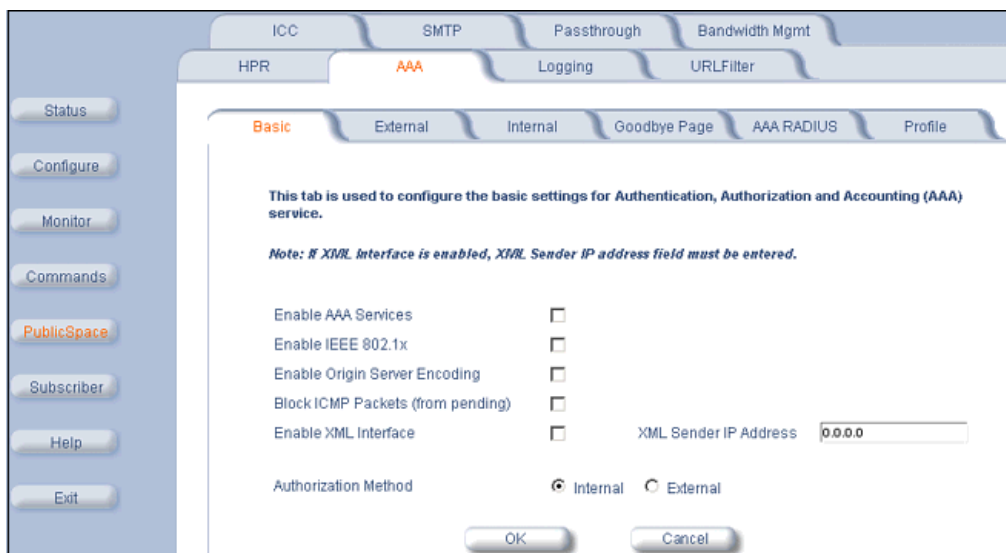 ICC SMTP Passthrough Bandwidth Mgmt
HPR AAA Logging URLFilter
Status
Configure
Monitor
Commands
PublicSpace
Subscriber
Help
Exit
Basic External Internal Goodbye Page AAA RADIUS Profile
This tab is used to configure the basic settings for Authentication, Authorization and Accounting (AAA)
service.
Note: If XML Interface is enabled, XML Sender IP address field must be entered.
Enable AAA Services
Enable IEEE 802.1x
Enable Origin Server Encoding
Block ICMP Packets (from pending)
Enable XML Interface XML Sender IP Address 0.0.0.0
Authorization Method Internal External
OK Cancel